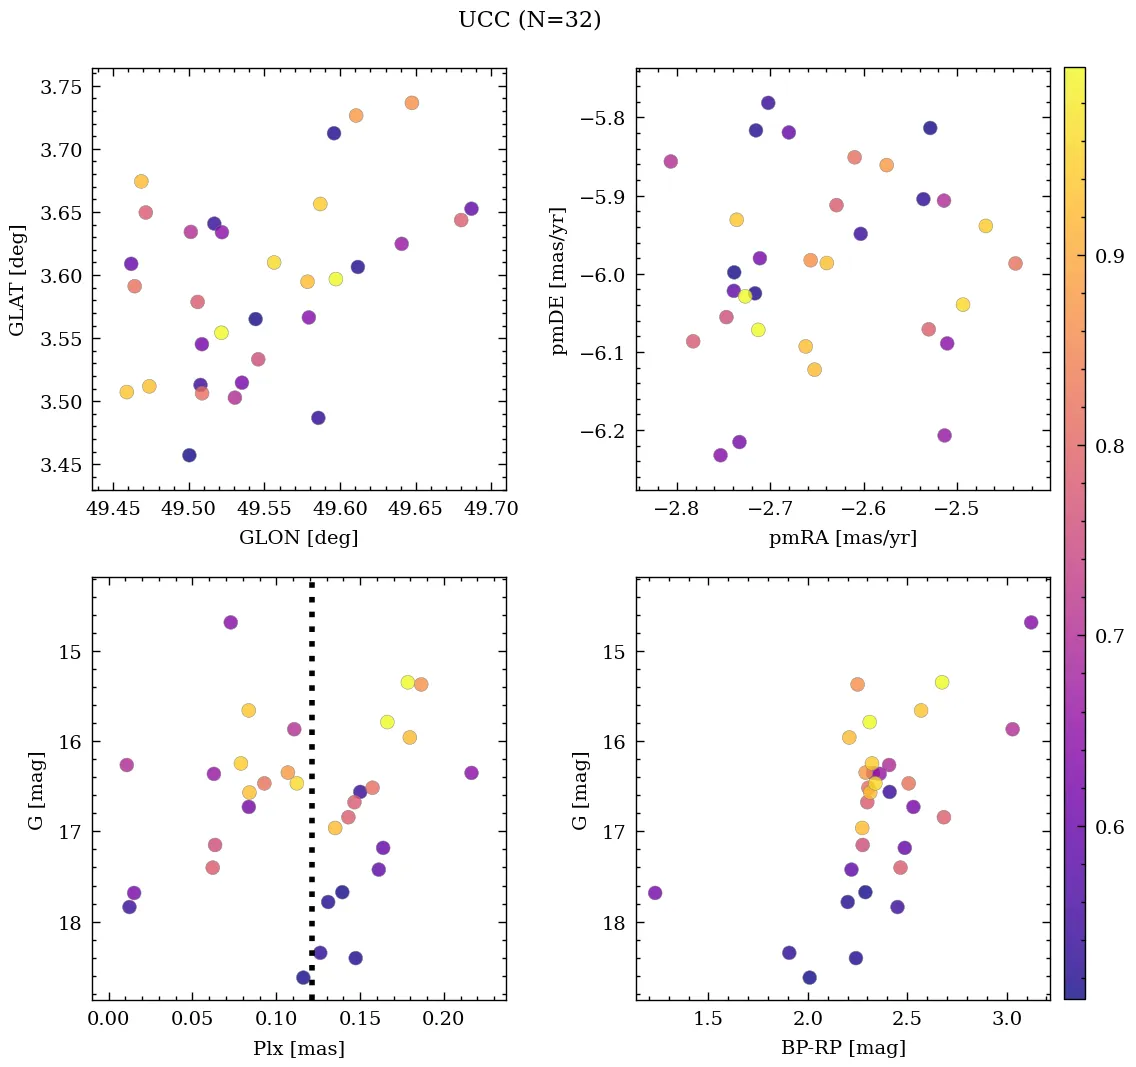 UCC (N=32)
3.75
3.70
3.65
3.60
3.55
3.50
3.45
GLAT [deg]
49.45 49.50 49.55 49.60 49.65 49.70
GLON [deg]
−5.8
−5.9
−6.0
−6.1
−6.2
pmDE [mas/yr]
−2.8 −2.7 −2.6 −2.5
pmRA [mas/yr]
15
16
17
18
G [mag]
0.00 0.05 0.10 0.15 0.20
Plx [mas]
15
16
17
18
G [mag]
1.5 2.0 2.5 3.0
BP-RP [mag]
0.9
0.8
0.7
0.6